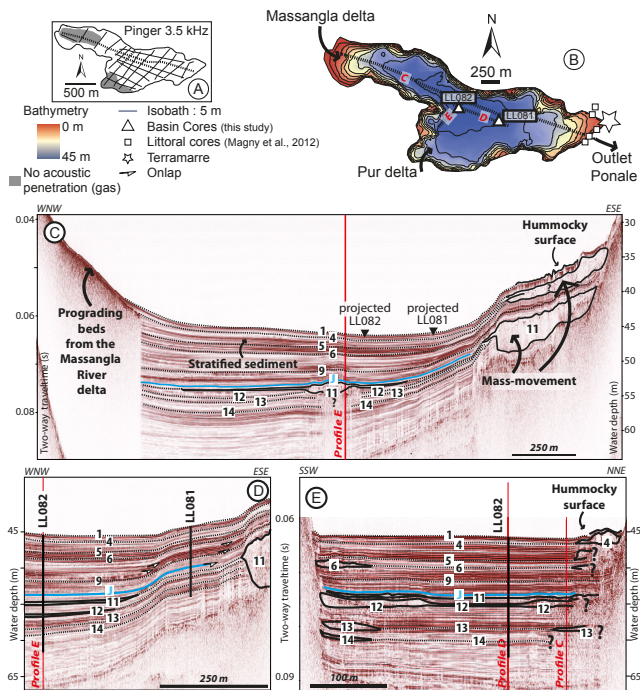 Pinger 3.5 kHz
N
500 m
A
Bathymetry
0 m
45 m
No acoustic
penetration (gas)
Isobath : 5 m
Basin Cores (this study)
Littoral cores (Magny et al., 2012)
Terramarre
Onlap
Massangla delta
N
250 m
B
C
LL082
E
D
LL081
Pur delta
Outlet
Ponale
WNW
ESE
C
0.04
0.06
0.08
Two-way traveltime (s)
30
35
40
45
50
55
60
Water depth (m)
Prograding
beds
from the
Massangla
River
delta
Stratified sediment
projected
LL082
projected
LL081
Hummocky
surface
Mass-movement
1
4
5
6
9
J
11
12
13
14
?
12
13
14
?
11
Profile E
250 m
WNW
ESE
D
LL082
LL081
45
65
Water depth (m)
1
4
5
6
9
J
11
12
13
14
11
Profile E
250 m
SSW
NNE
E
0.06
0.09
Two-way traveltime (s)
LL082
Hummocky
surface
45
65
Water depth (m)
1
4
4
5
6
6
?
9
J
11
12
12
12
?
13
13
13
?
14
14
14
?
Profile D
Profile C
100 m